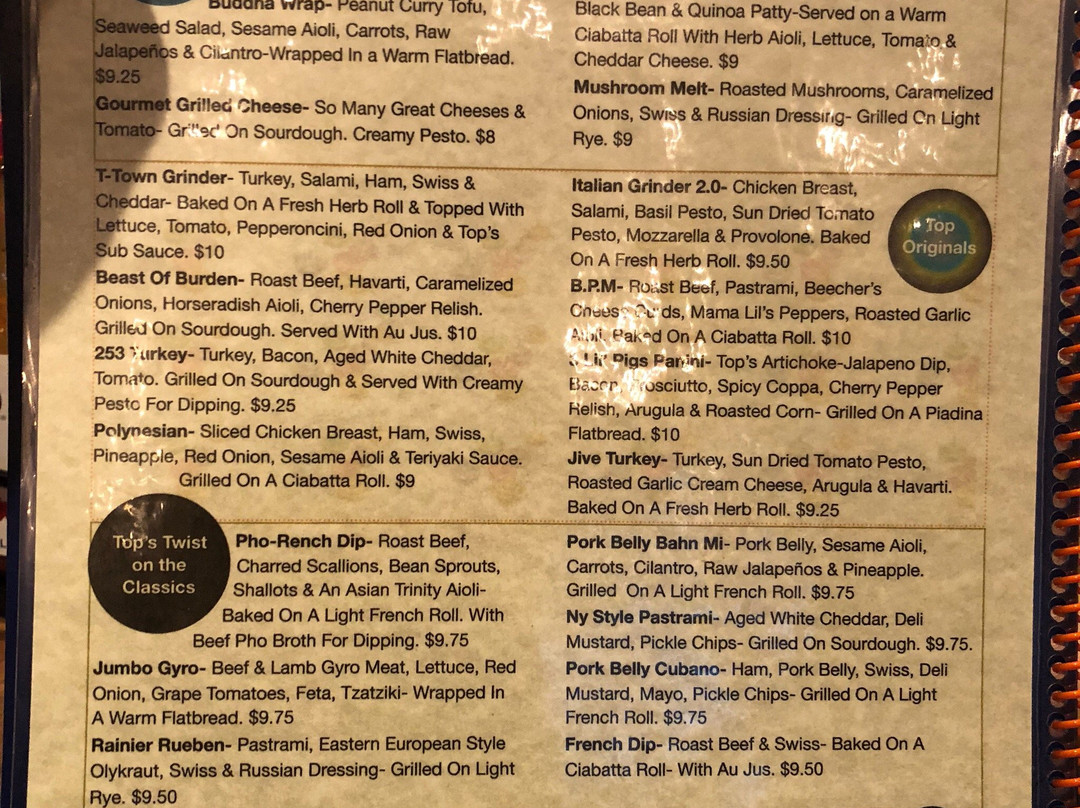 Buddha Wrap- Peanut Curry Tofu,
Seaweed Salad, Sesame Aioli, Carrots, Raw
Jalapeños & Cilantro-Wrapped In a Warm Flatbread.
$9.25
Gourmet Grilled Cheese- So Many Great Cheeses &
Tomato- Grilled On Sourdough. Creamy Pesto. $8
Black Bean & Quinoa Patty-Served on a Warm
Ciabatta Roll With Herb Aioli, Lettuce, Tomato &
Cheddar Cheese. $9
Mushroom Melt- Roasted Mushrooms, Caramelized
Onions, Swiss & Russian Dressing- Grilled On Light
Rye. $9
T-Town Grinder- Turkey, Salami, Ham, Swiss &
Cheddar- Baked On A Fresh Herb Roll & Topped With
Lettuce, Tomato, Pepperoncini, Red Onion & Top's
Sub Sauce. $10
Beast Of Burden- Roast Beef, Havarti, Caramelized
Onions, Horseradish Aioli, Cherry Pepper Relish.
Grilled On Sourdough. Served With Au Jus. $10
253 Turkey- Turkey, Bacon, Aged White Cheddar,
Tomato. Grilled On Sourdough & Served With Creamy
Pesto For Dipping. $9.25
Polynesian- Sliced Chicken Breast, Ham, Swiss,
Pineapple, Red Onion, Sesame Aioli & Teriyaki Sauce.
Grilled On A Ciabatta Roll. $9
Top
Originals
Italian Grinder 2.0- Chicken Breast,
Salami, Basil Pesto, Sun Dried Tomato
Pesto, Mozzarella & Provolone. Baked
On A Fresh Herb Roll. $9.50
B.P.M- Roast Beef, Pastrami, Beecher's
Cheese Curds, Mama Lil's Peppers, Roasted Garlic
Aioli. Baked On A Ciabatta Roll. $10
Lil' Pigs Panini- Top's Artichoke-Jalapeno Dip,
Bacon, Prosciutto, Spicy Coppa, Cherry Pepper
Relish, Arugula & Roasted Corn- Grilled On A Piadina
Flatbread. $10
Jive Turkey- Turkey, Sun Dried Tomato Pesto,
Roasted Garlic Cream Cheese, Arugula & Havarti.
Baked On A Fresh Herb Roll. $9.25
Top's Twist
on the
Classics
Pho-Rench Dip- Roast Beef,
Charred Scallions, Bean Sprouts,
Shallots & An Asian Trinity Aioli-
Baked On A Light French Roll. With
Beef Pho Broth For Dipping. $9.75
Jumbo Gyro- Beef & Lamb Gyro Meat, Lettuce, Red
Onion, Grape Tomatoes, Feta, Tzatziki- Wrapped In
A Warm Flatbread. $9.75
Rainier Rueben- Pastrami, Eastern European Style
Olykraut, Swiss & Russian Dressing- Grilled On Light
Rye. $9.50
Pork Belly Bahn Mi- Pork Belly, Sesame Aioli,
Carrots, Cilantro, Raw Jalapeños & Pineapple.
Grilled On A Light French Roll. $9.75
Ny Style Pastrami- Aged White Cheddar, Deli
Mustard, Pickle Chips- Grilled On Sourdough. $9.75.
Pork Belly Cubano- Ham, Pork Belly, Swiss, Deli
Mustard, Mayo, Pickle Chips- Grilled On A Light
French Roll. $9.75
French Dip- Roast Beef & Swiss- Baked On A
Ciabatta Roll- With Au Jus. $9.50